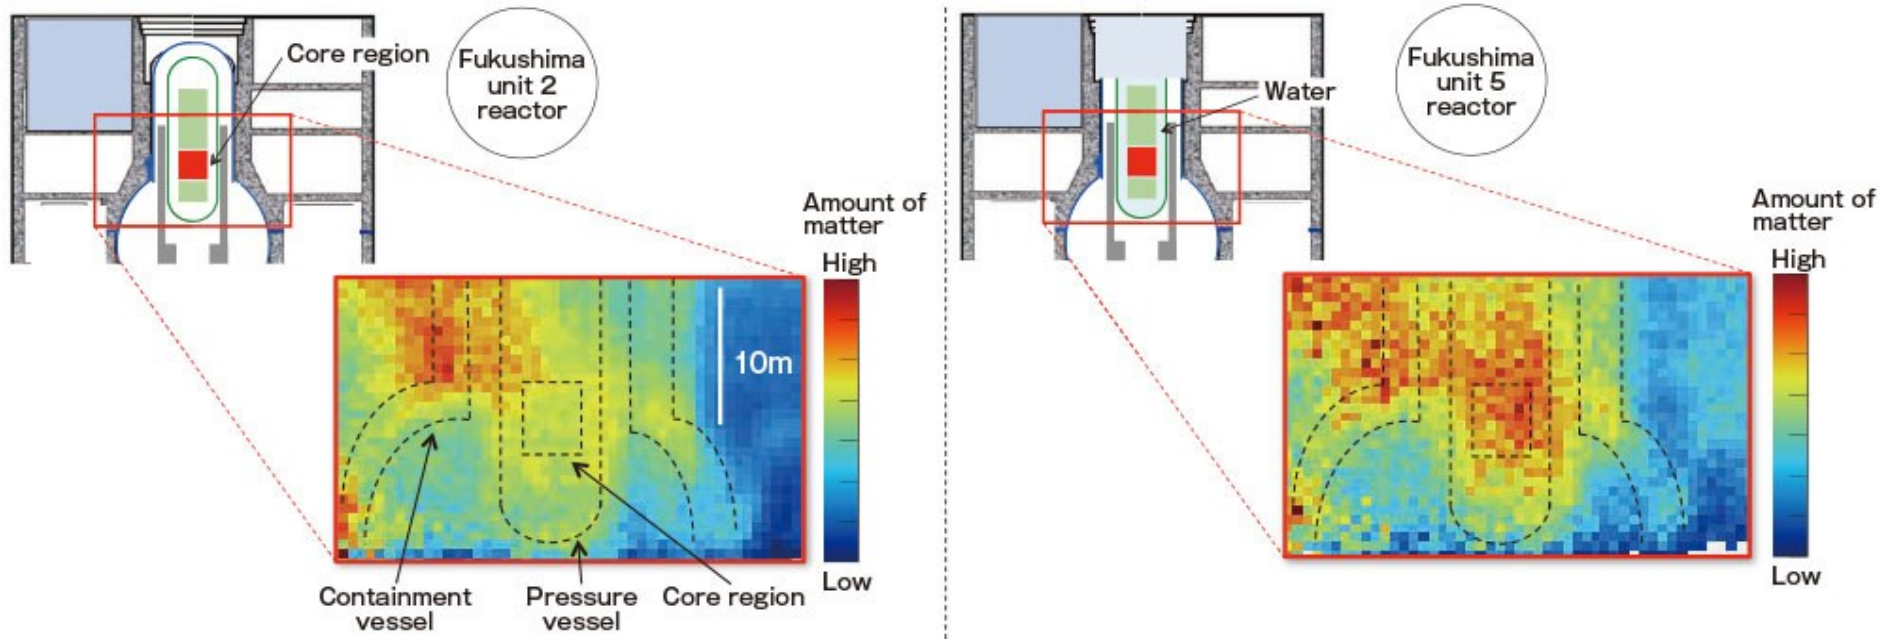 Core region
Fukushima
unit 2
reactor
Amount of
matter
High
10m
Low
Containment
vessel
Pressure
vessel
Core region
Fukushima
unit 5
reactor
Water
Amount of
matter
High
Low